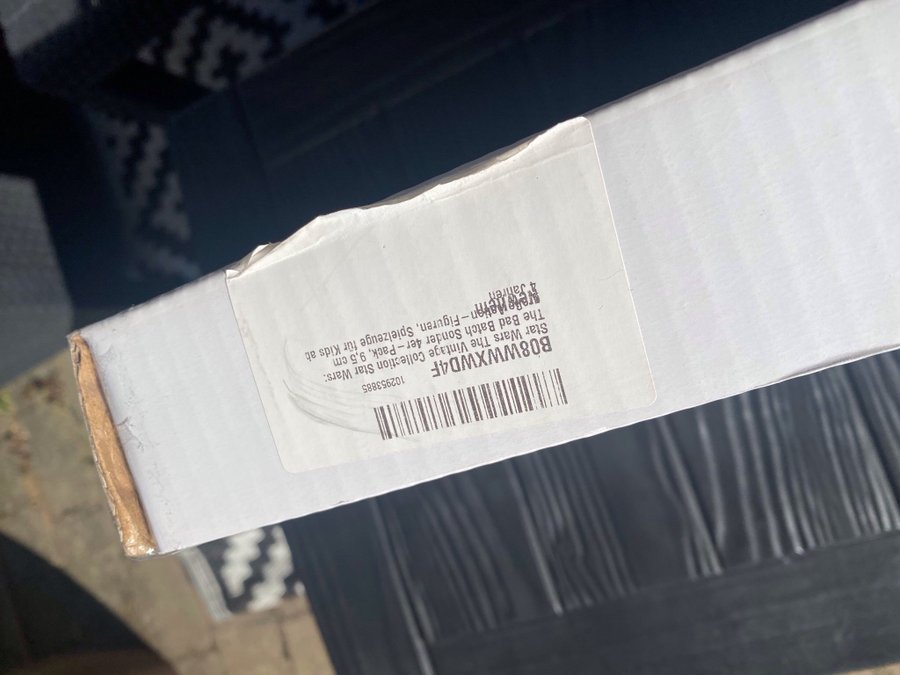 B08WWXWD4F 102953885
Star Wars The Vintage Collection Star Wars:
The Bad Batch Sonder 4er-Pack, 9,5 cm
-Figuren, Spielzeuge für Kids ab
4 Jahren